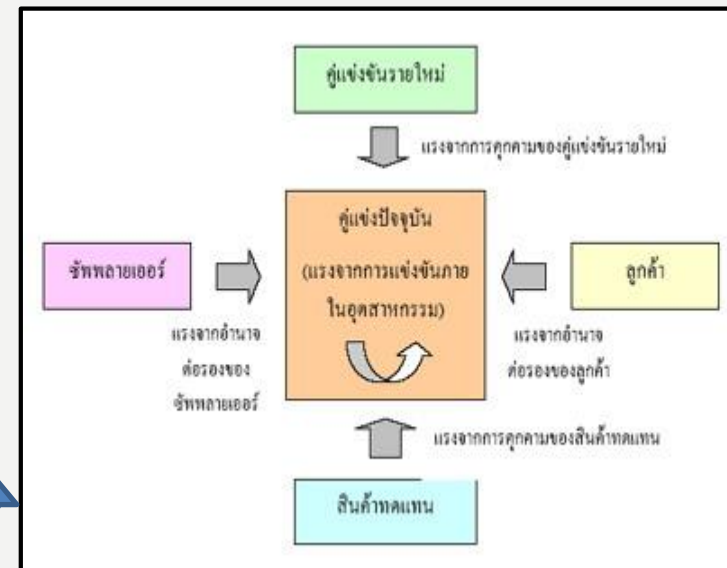 คู่แข่งขันรายใหม่
แรงจากการคุกคามของคู่แข่งขันรายใหม่
คู่แข่งปัจจุบัน
(แรงจากการแข่งขันภาย
ในอุตสาหกรรม)
ซัพพลายเออร์
แรงจากอำนาจ
ต่อรองของ
ซัพพลายเออร์
ลูกค้า
แรงจากอำนาจ
ต่อรองของลูกค้า
แรงจากการคุกคามของสินค้าทดแทน
สินค้าทดแทน